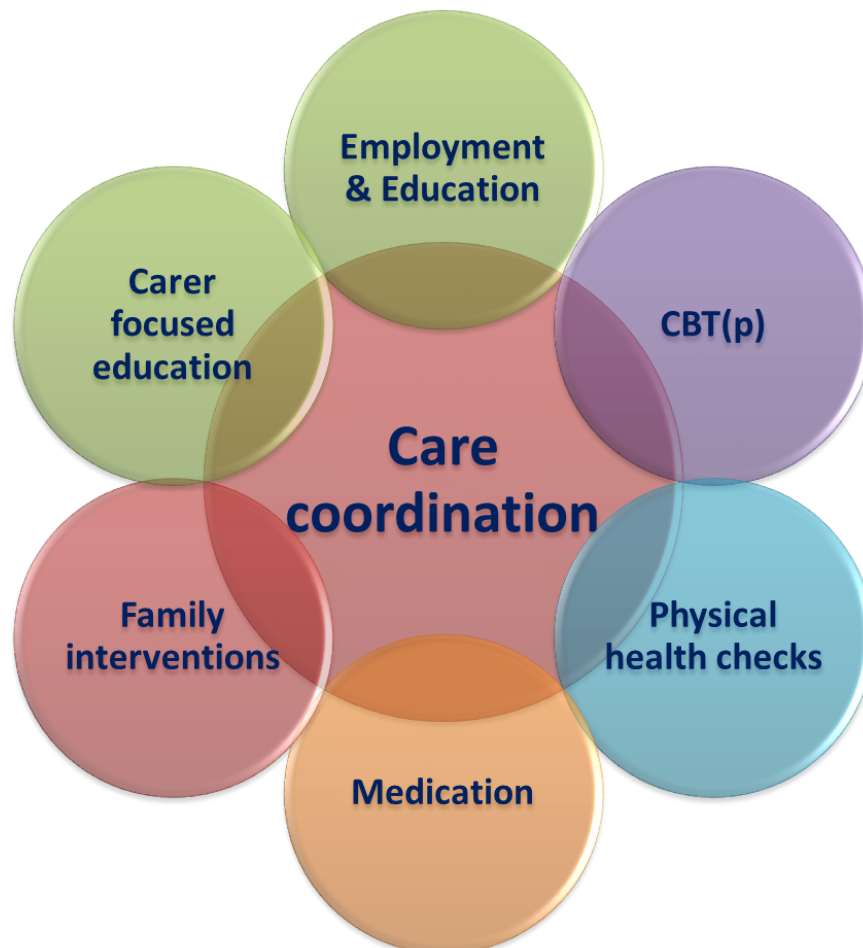 Employment
& Education
CBT(p)
Physical
health checks
Medication
Family
interventions
Carer
focused
education
Care
coordination